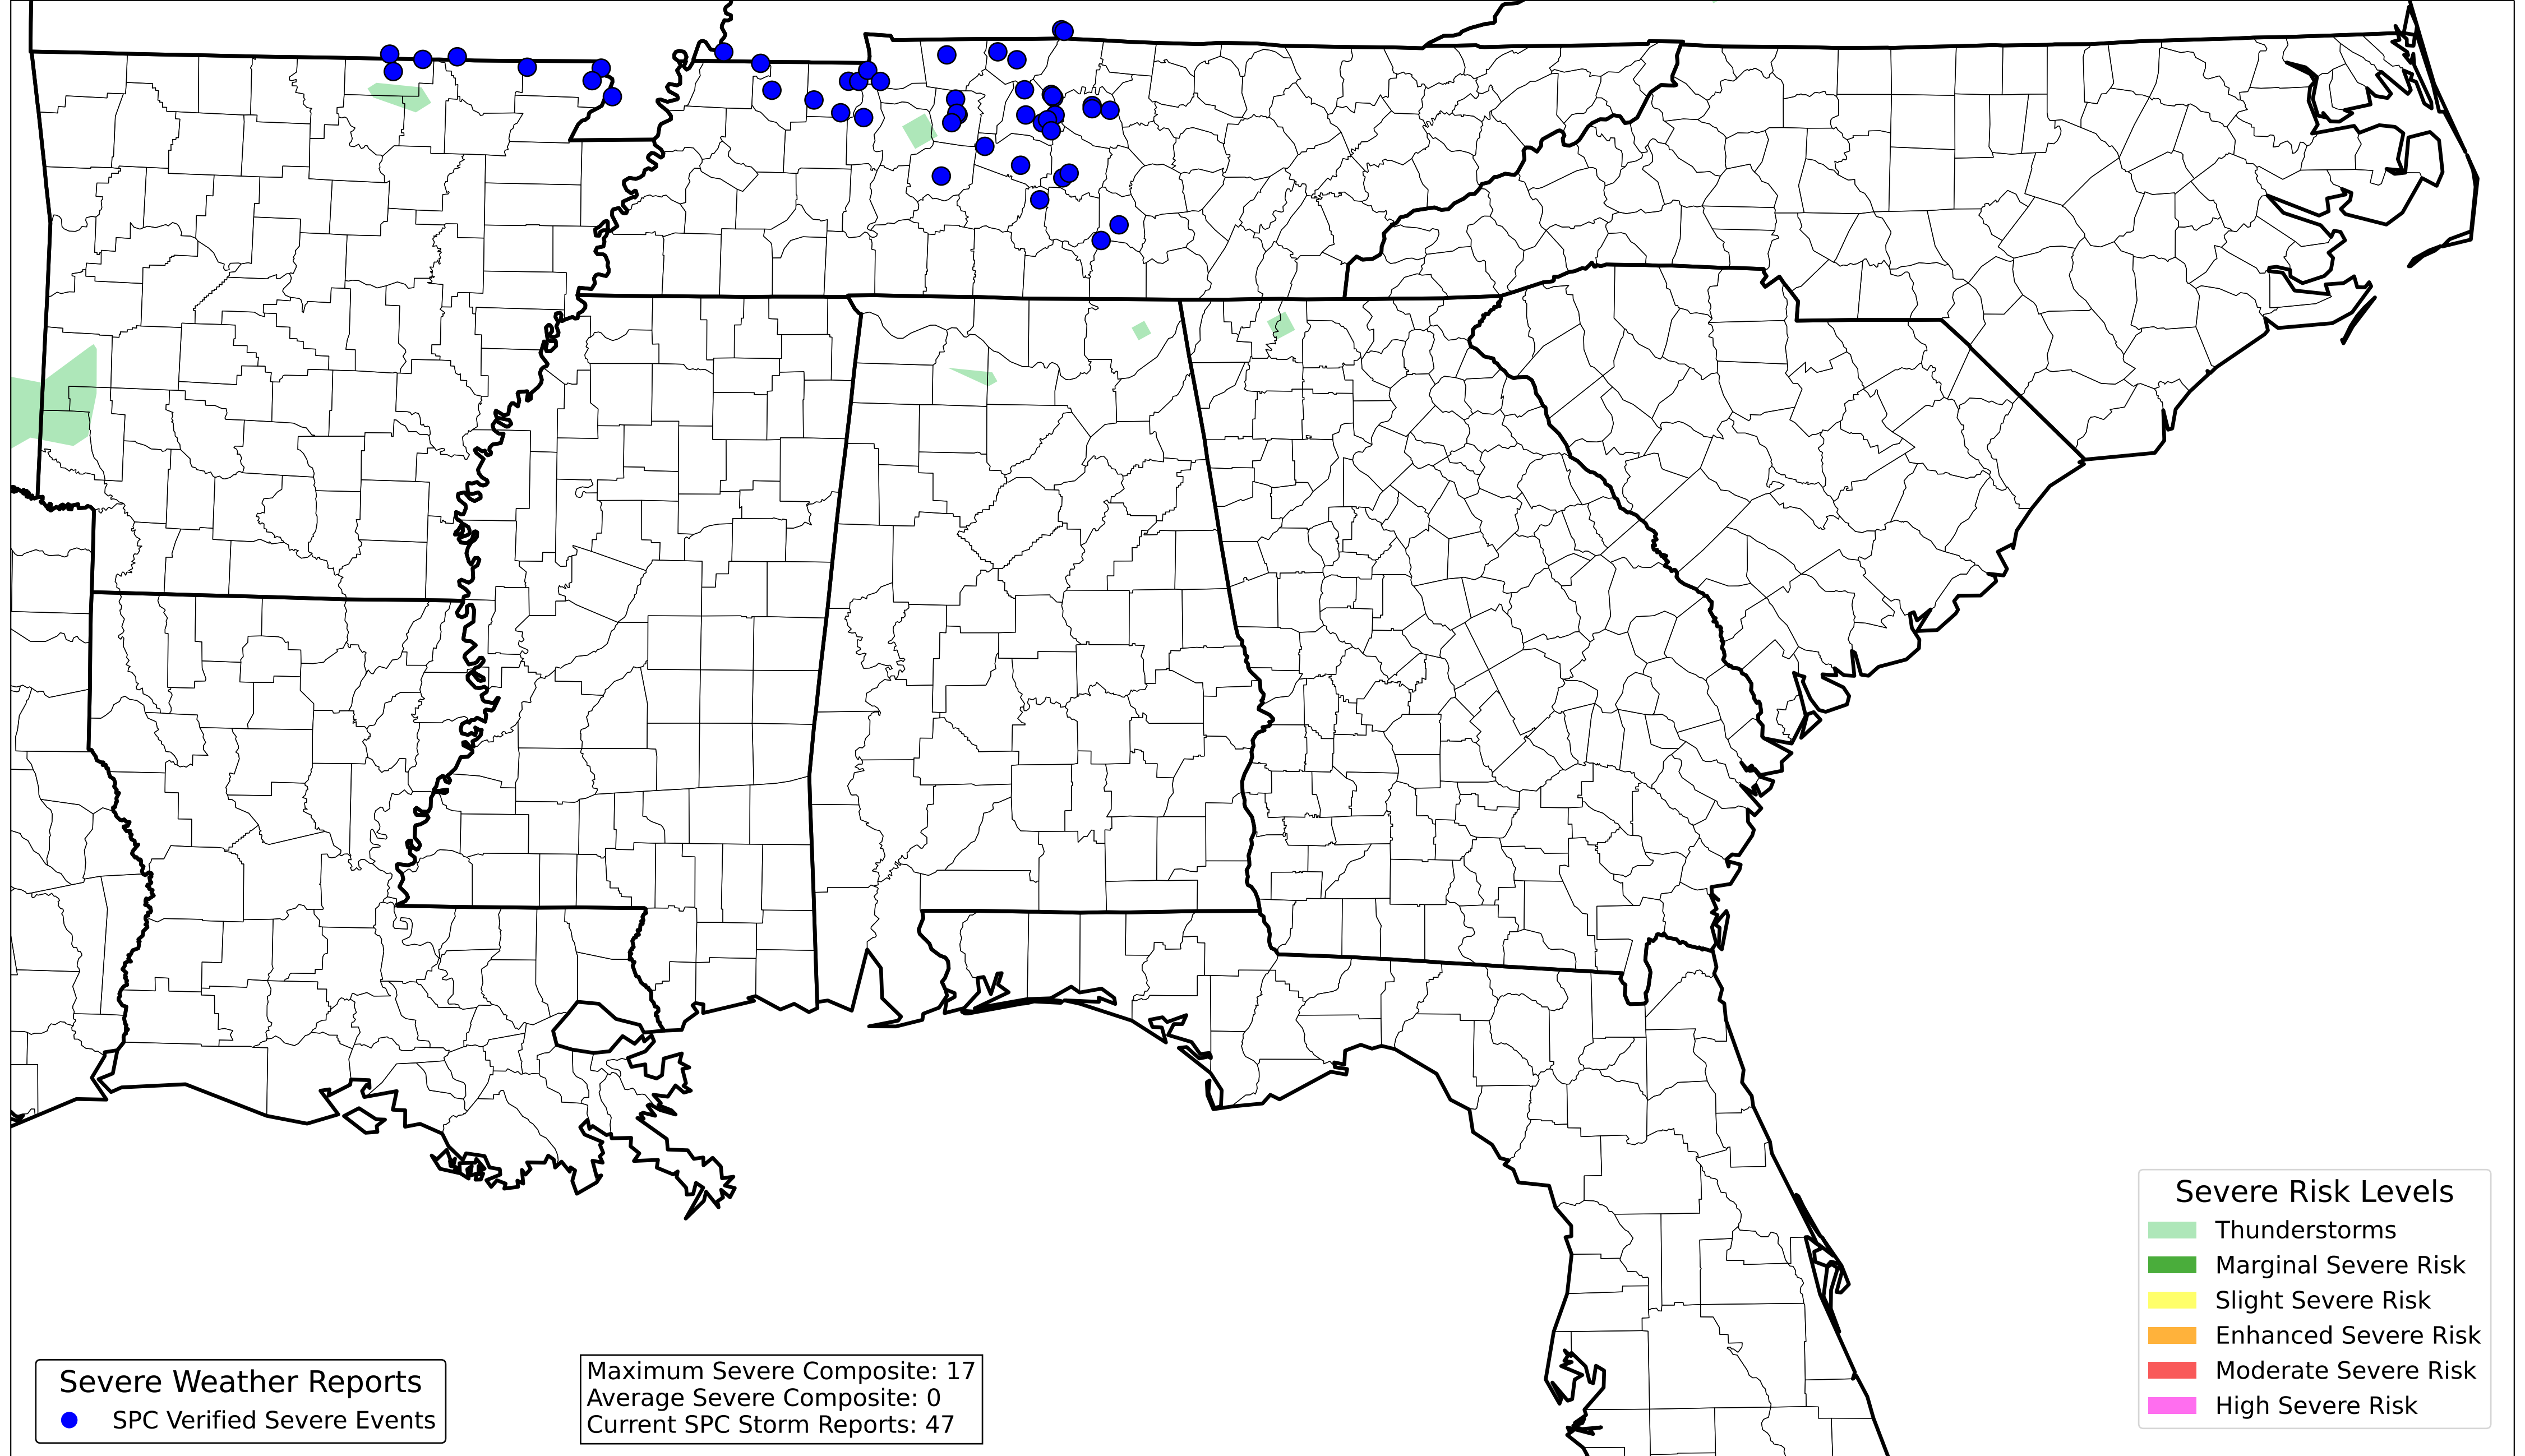 Severe Weather Reports
SPC Verified Severe Events
Maximum Severe Composite: 17
Average Severe Composite: 0
Current SPC Storm Reports: 47
Severe Risk Levels
Thunderstorms
Marginal Severe Risk
Slight Severe Risk
Enhanced Severe Risk
Moderate Severe Risk
High Severe Risk